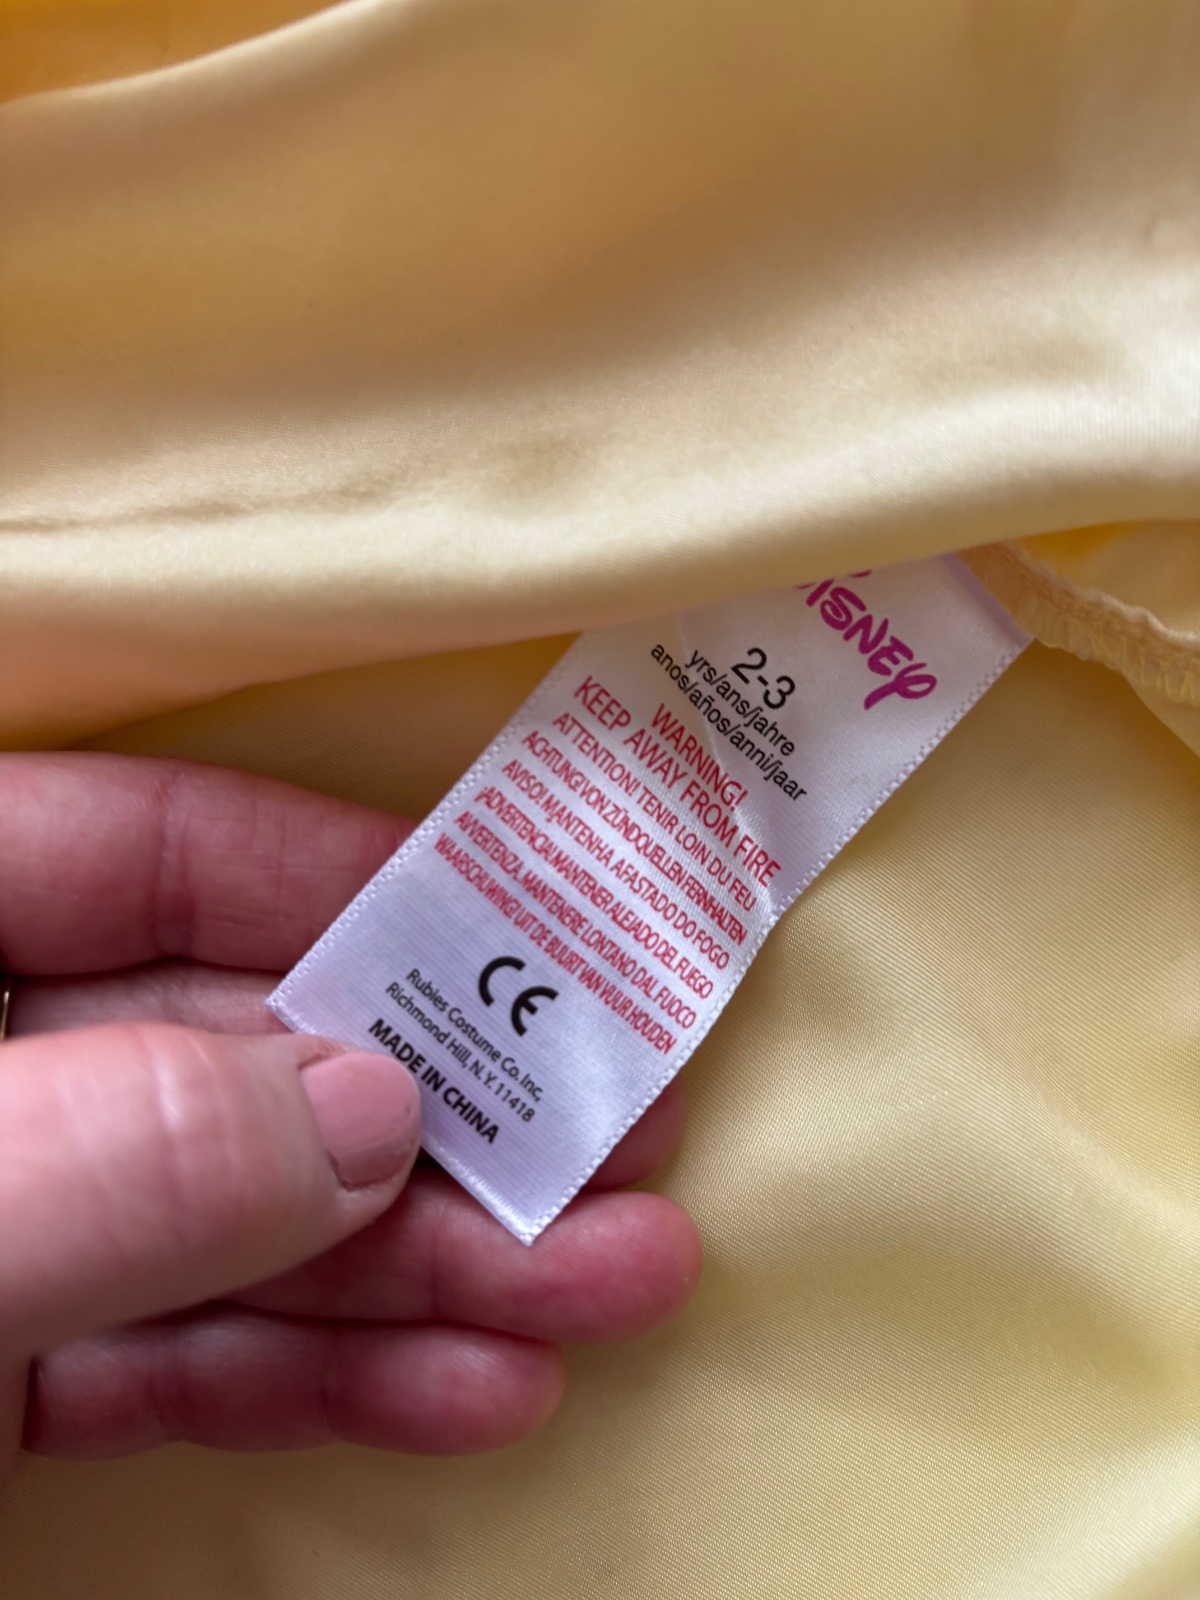 DISNEY
2-3
yrs/ans/jahre
anos/años/anni/jaar
WARNING!
KEEP AWAY FROM FIRE
ATTENTION! TENIR LOIN DU FEU
ACHTUNG! VON ZÜNDQUELLEN FERNHALTEN
AVISO! MANTENHA AFASTADO DO FOGO
¡ADVERTENCIA! MANTENER ALEJADO DEL FUEGO
AVVERTENZA. MANTENERE LONTANO DAL FUOCO
WAARSCHUWING! UIT DE BUURT VAN VUUR HOUDEN
CE
Rubies Costume Co. Inc,
Richmond Hill, N.Y. 11418
MADE IN CHINA